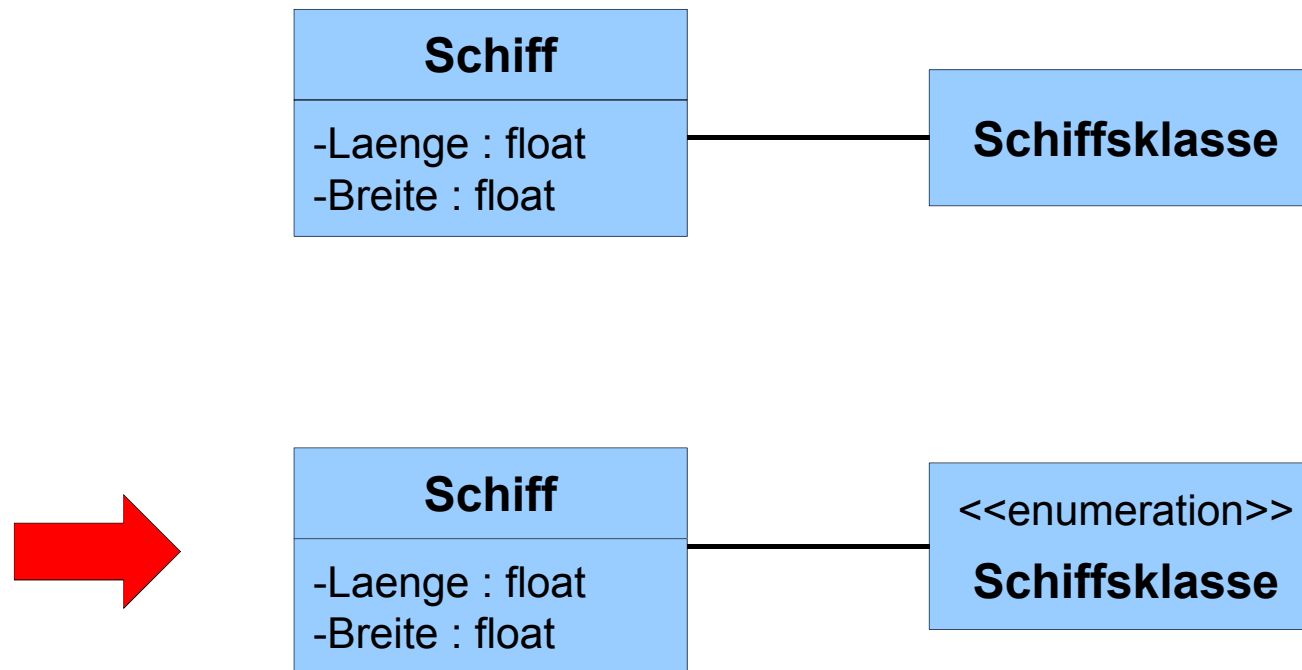 Schiff
-Laenge : float
-Breite : float
Schiffsklasse
Schiff
-Laenge : float
-Breite : float
<<enumeration>>
Schiffsklasse